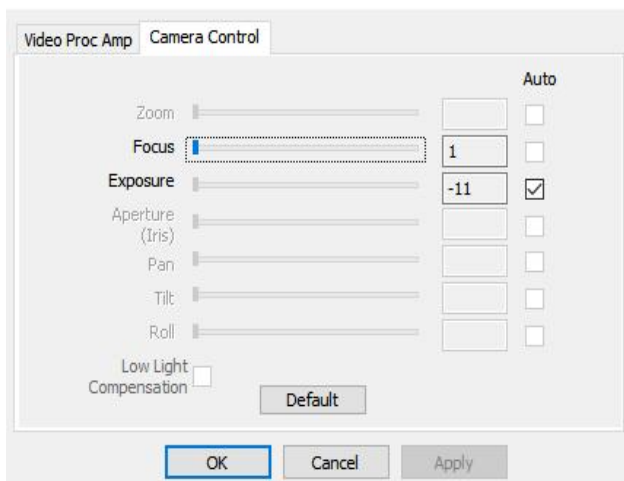 Video Proc Amp Camera Control
Auto
Zoom
Focus 1
Exposure -11
Aperture
(Iris)
Pan
Tilt
Roll
Low Light
Compensation
Default
OK Cancel Apply